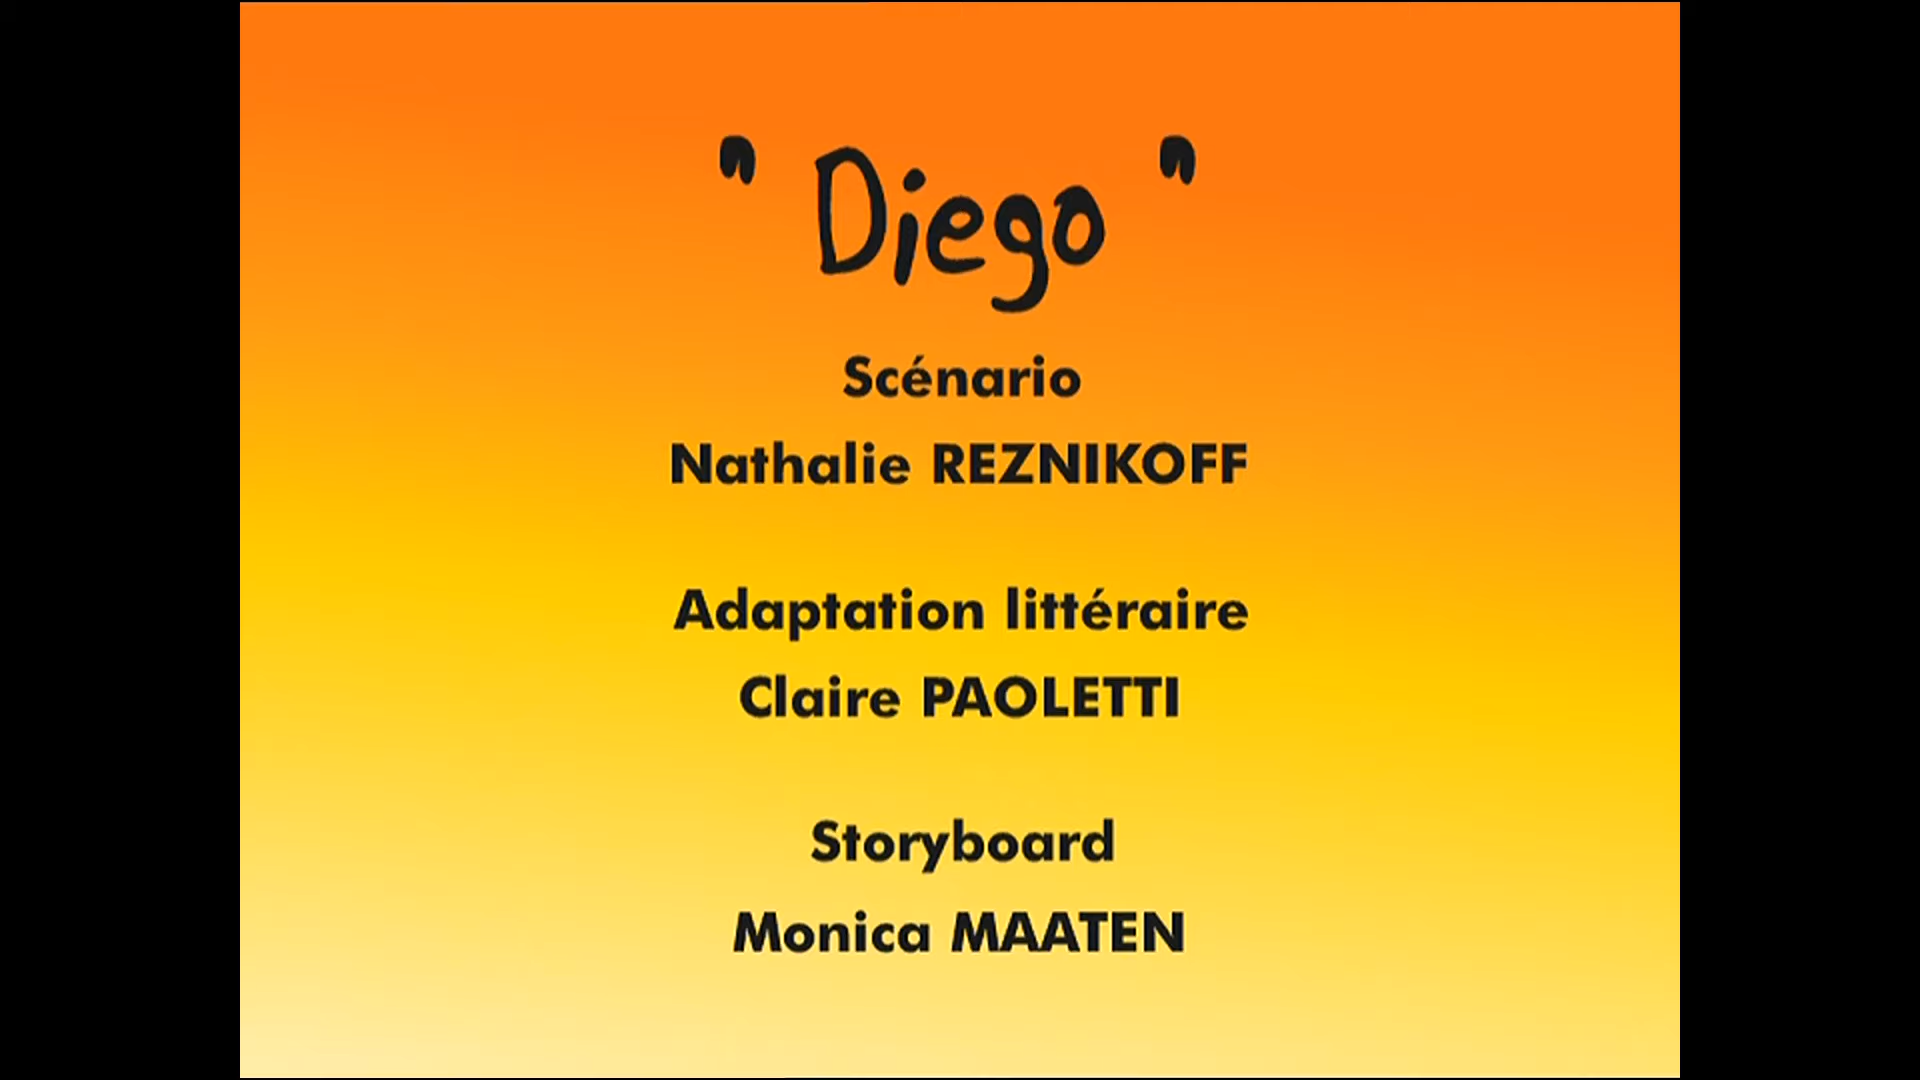 " Diego "
Scénario
Nathalie REZNIKOFF
Adaptation littéraire
Claire PAOLETTI
Storyboard
Monica MAATEN